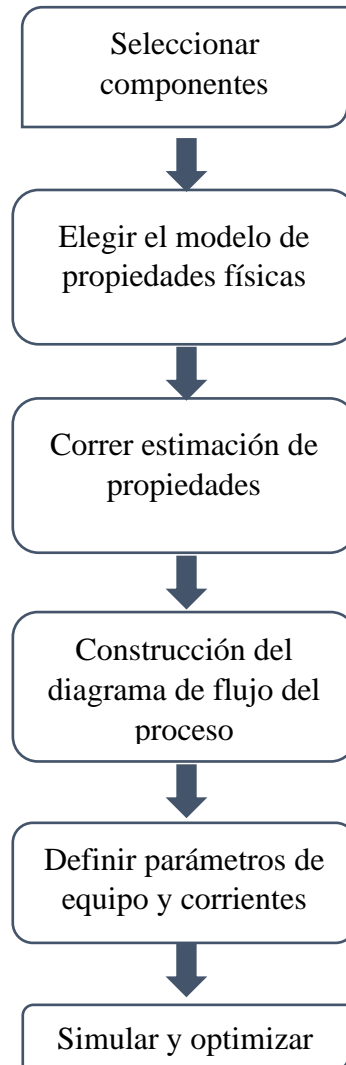 Seleccionar
componentes
Elegir el modelo de
propiedades físicas
Correr estimación de
propiedades
Construcción del
diagrama de flujo del
proceso
Definir parámetros de
equipo y corrientes
Simular y optimizar